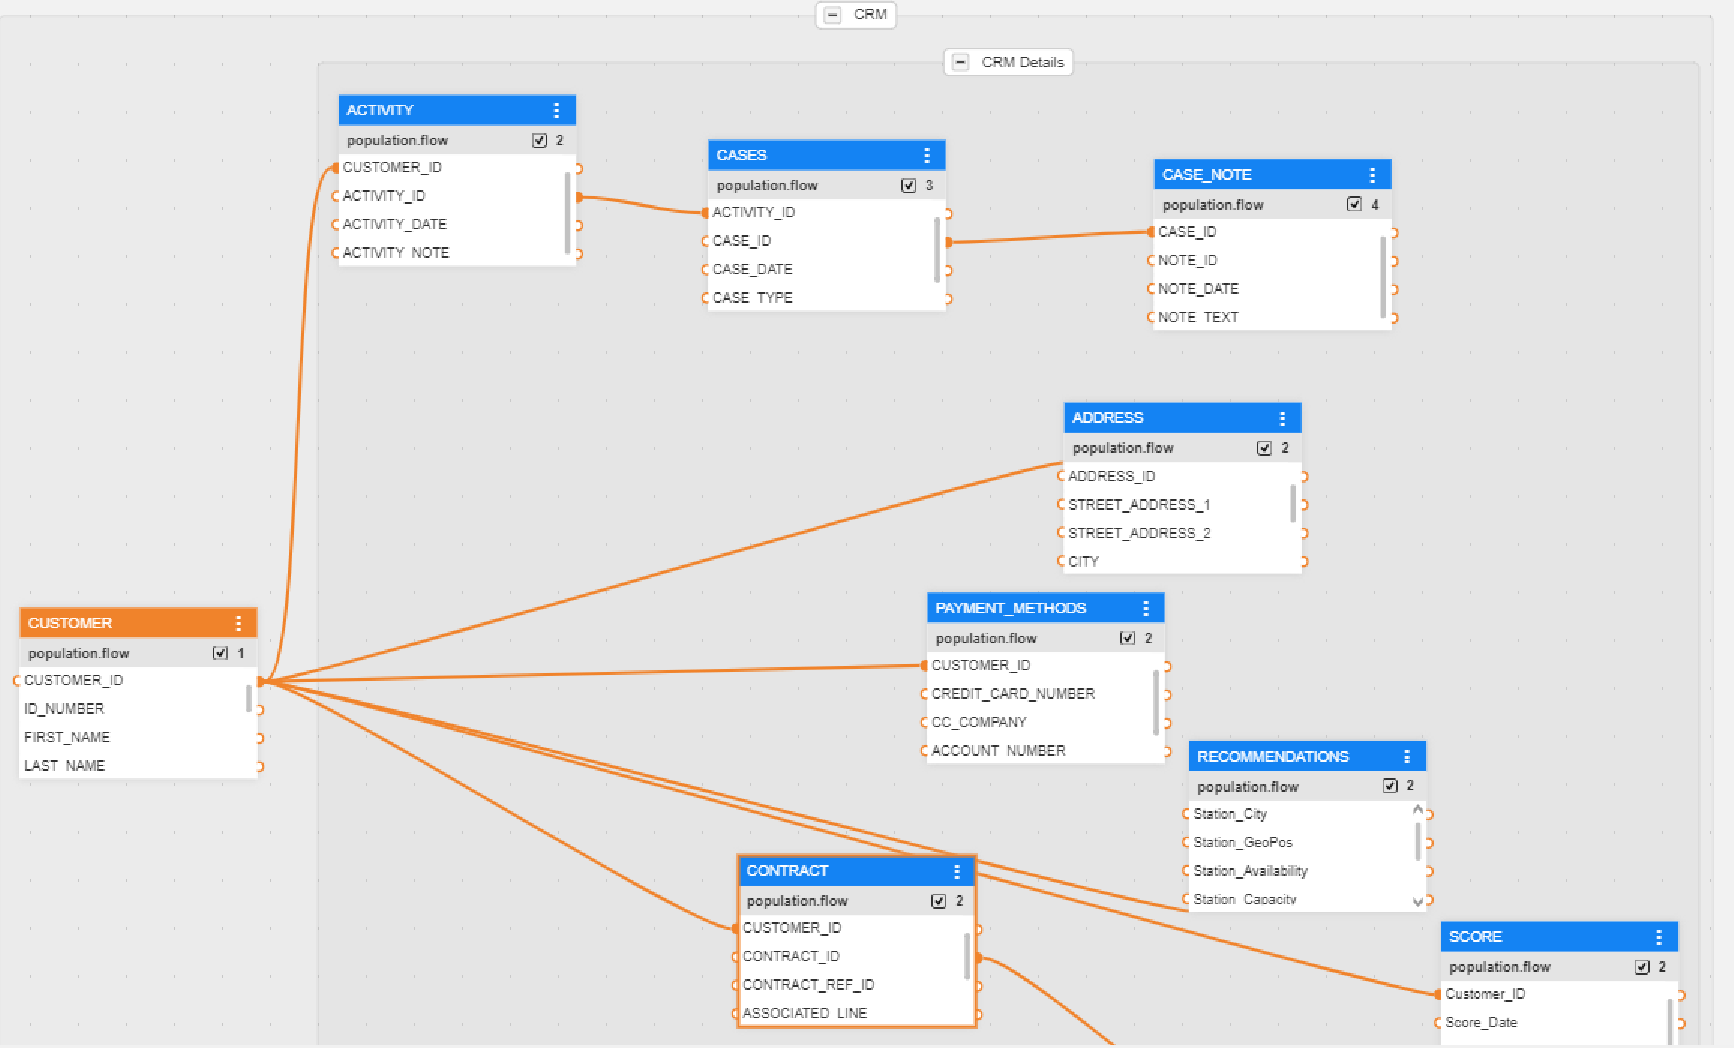 CRM
CRM Details
ACTIVITY
population.flow 2
CUSTOMER_ID
ACTIVITY_ID
ACTIVITY_DATE
ACTIVITY_NOTE
CASES
population.flow 3
ACTIVITY_ID
CASE_ID
CASE_DATE
CASE_TYPE
CASE_NOTE
population.flow 4
CASE_ID
NOTE_ID
NOTE_DATE
NOTE_TEXT
ADDRESS
population.flow 2
ADDRESS_ID
STREET_ADDRESS_1
STREET_ADDRESS_2
CITY
CUSTOMER
population.flow 1
CUSTOMER_ID
ID_NUMBER
FIRST_NAME
LAST_NAME
PAYMENT_METHODS
population.flow 2
CUSTOMER_ID
CREDIT_CARD_NUMBER
CC_COMPANY
ACCOUNT_NUMBER
RECOMMENDATIONS
population.flow 2
Station_City
Station_GeoPos
Station_Availability
Station_Capacity
CONTRACT
population.flow 2
CUSTOMER_ID
CONTRACT_ID
CONTRACT_REF_ID
ASSOCIATED_LINE
SCORE
population.flow 2
Customer_ID
Score_Date